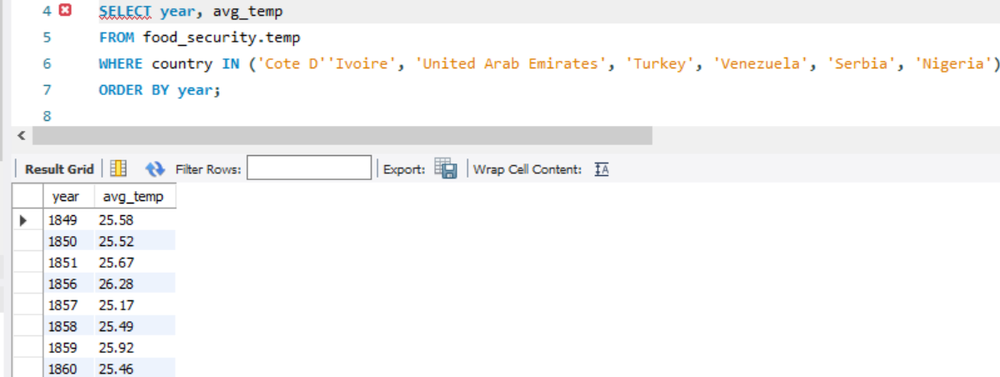 4 SELECT year, avg_temp
5 FROM food_security.temp
6 WHERE country IN ('Cote D''Ivoire', 'United Arab Emirates', 'Turkey', 'Venezuela', 'Serbia', 'Nigeria')
7 ORDER BY year;
8
Result Grid Filter Rows: Export: Wrap Cell Content:
year avg_temp
1849 25.58
1850 25.52
1851 25.67
1856 26.28
1857 25.17
1858 25.49
1859 25.92
1860 25.46